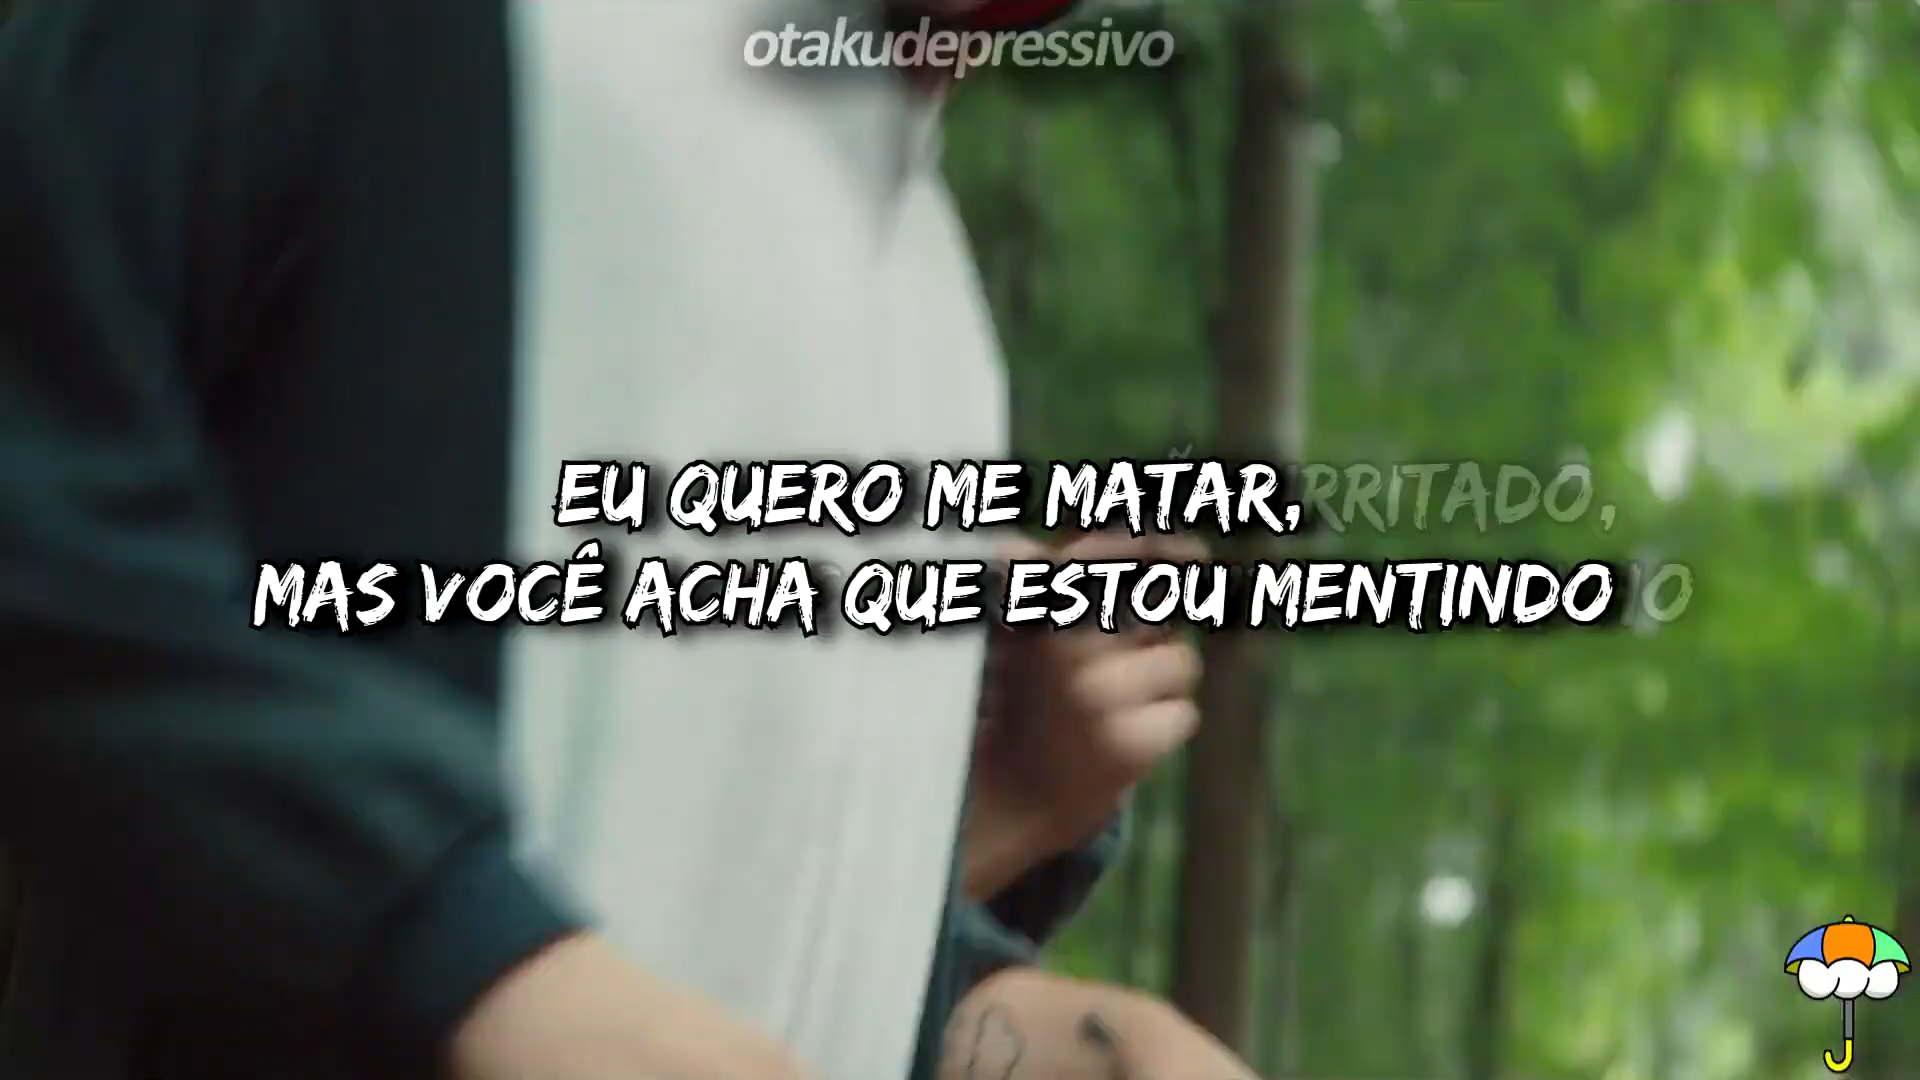 otakudepressivo
EU QUERO ME MATAR,
MAS VOCÊ ACHA QUE ESTOU MENTINDO